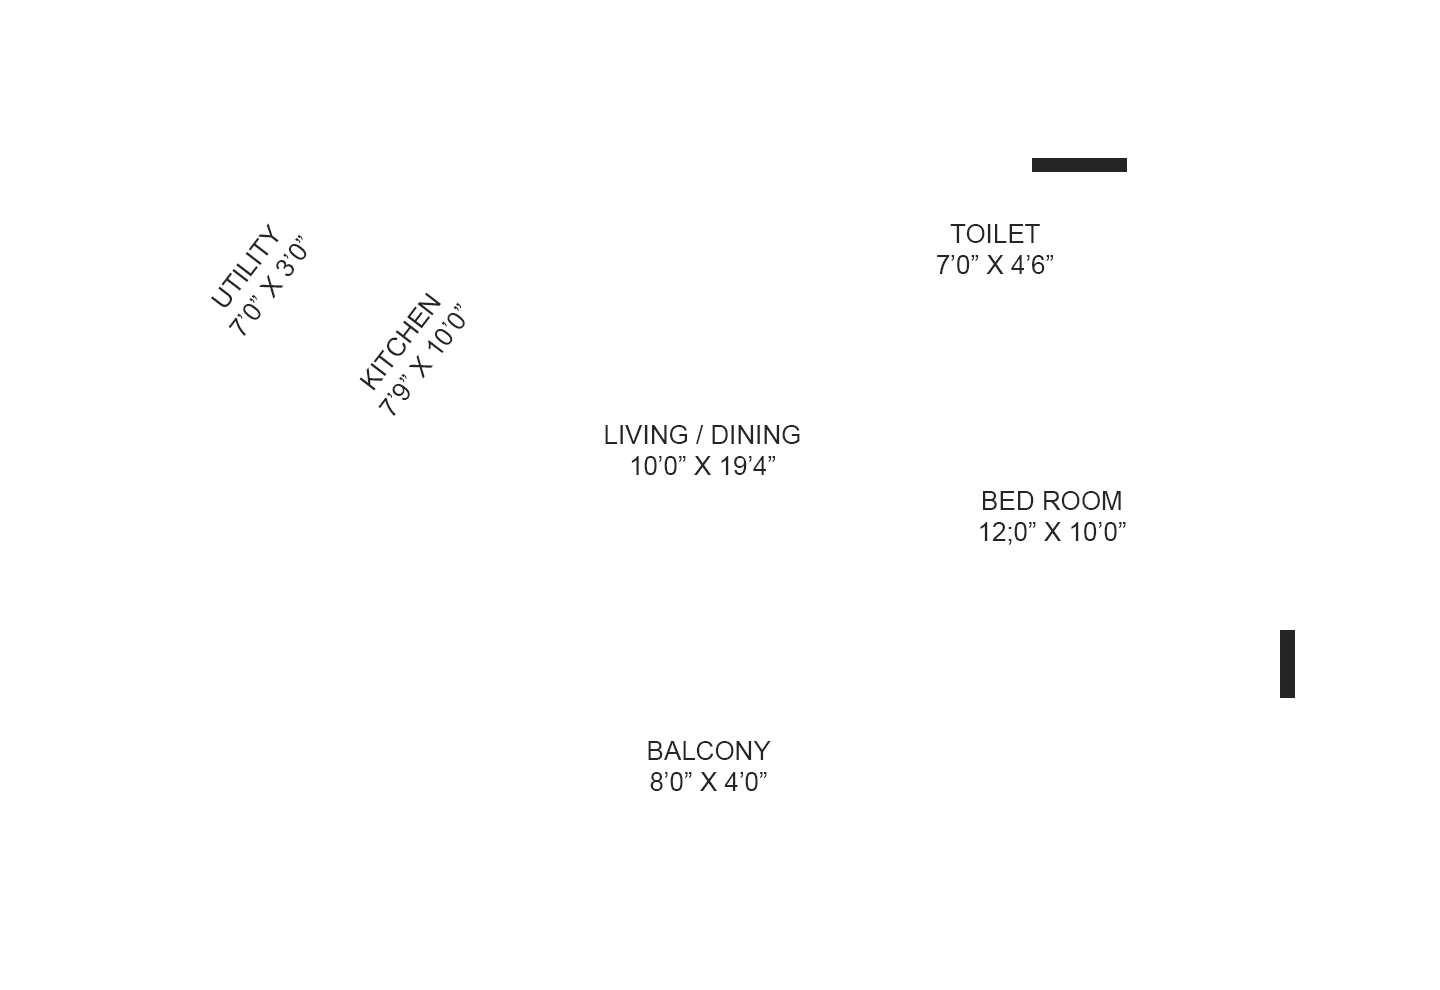 UTILITY
7’0” X 3’0”
KITCHEN
7’9” X 10’0”
TOILET
7’0” X 4’6”
LIVING / DINING
10’0” X 19’4”
BED ROOM
12;0” X 10’0”
BALCONY
8’0” X 4’0”